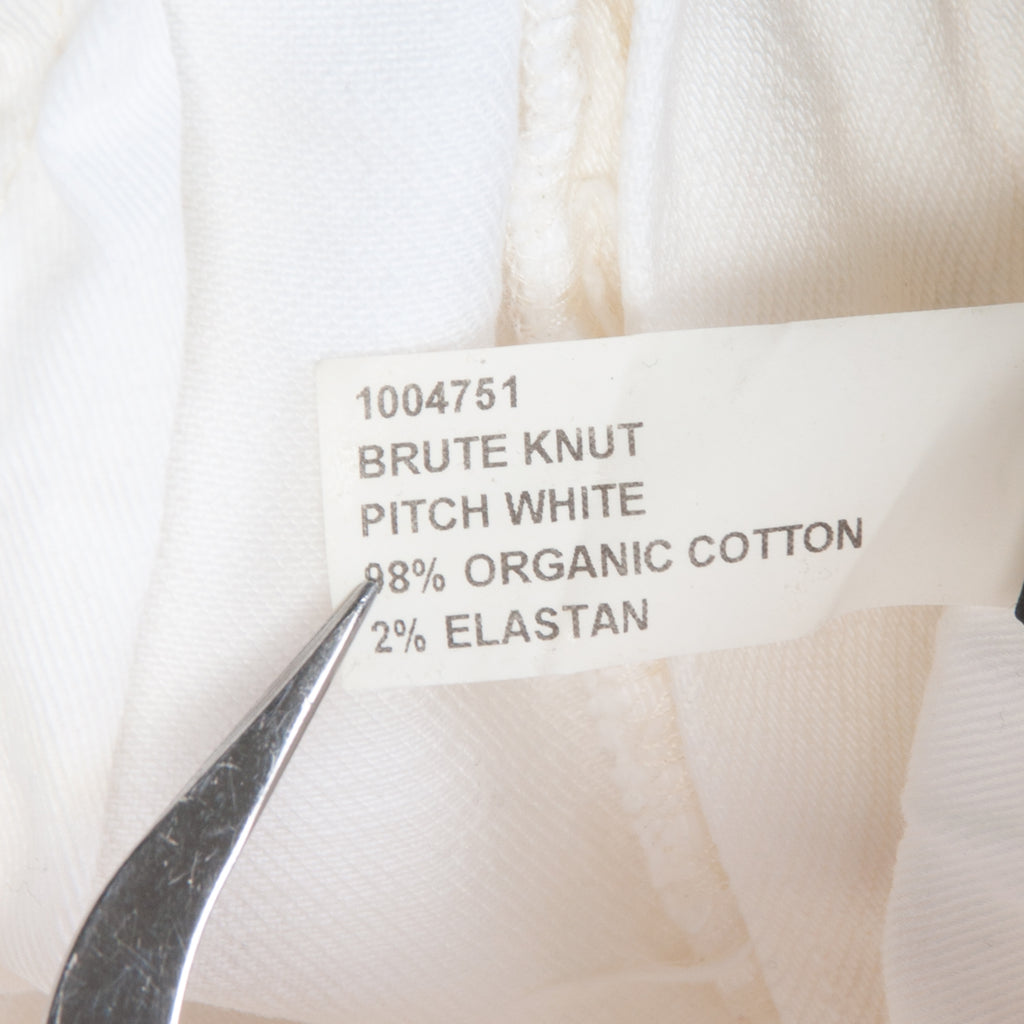 1004751
BRUTE KNUT
PITCH WHITE
98% ORGANIC COTTON
2% ELASTAN